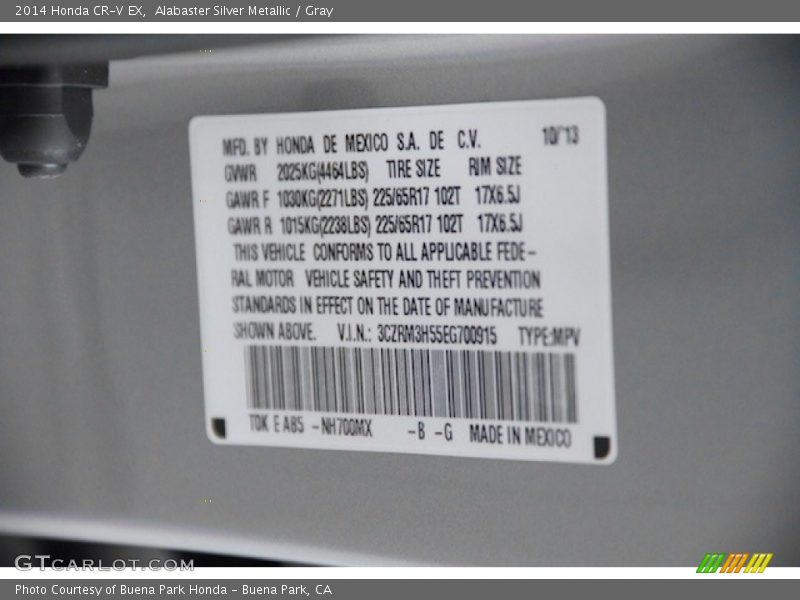 2014 Honda CR-V EX,  Alabaster Silver Metallic / Gray
MFD. BY HONDA DE MEXICO S.A. DE C.V. 10/13
GVWR 2025KG(4464LBS) TIRE SIZE RIM SIZE
GAWR F 1030KG(2271LBS) 225/65R17 102T 17X6.5J
GAWR R 1015KG(2238LBS) 225/65R17 102T 17X6.5J
THIS VEHICLE CONFORMS TO ALL APPLICABLE FEDE-
RAL MOTOR VEHICLE SAFETY AND THEFT PREVENTION
STANDARDS IN EFFECT ON THE DATE OF MANUFACTURE
SHOWN ABOVE. V.I.N.: 3CZRM3H55EG700915 TYPE:MPV
TDK E AB5 -NH700MX -B -G MADE IN MEXICO
GTCARLOT.COM
Photo Courtesy of Buena Park Honda - Buena Park, CA